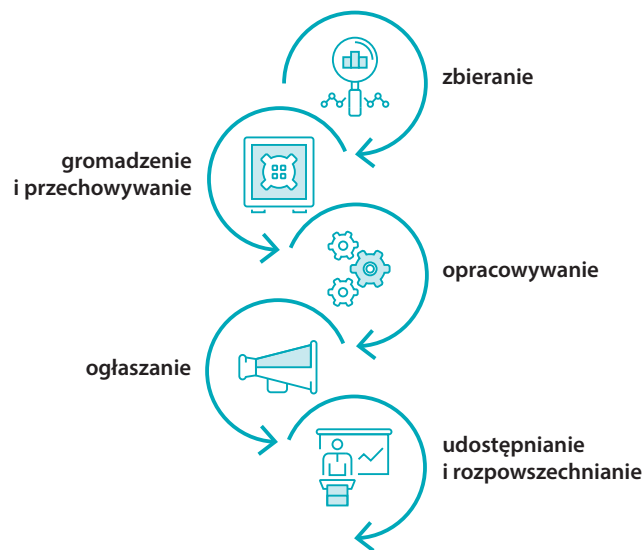 zbieranie
gromadzenie
i przechowywanie
opracowywanie
ogłaszanie
udostępnianie
i rozpowszechnianie